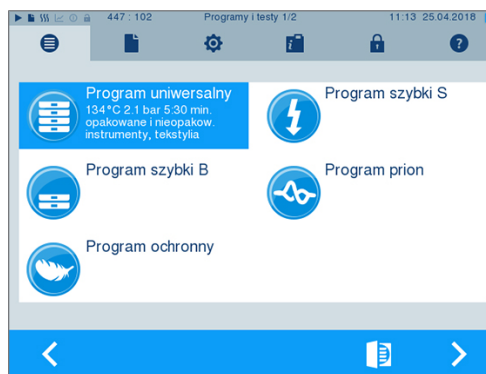 447 : 102 Programy i testy 1/2 11:13 25.04.2018
Program uniwersalny
134°C 2.1 bar 5:30 min.
opakowane i nieopakow.
instrumenty, tekstylia
Program szybki S
Program szybki B
Program prion
Program ochronny